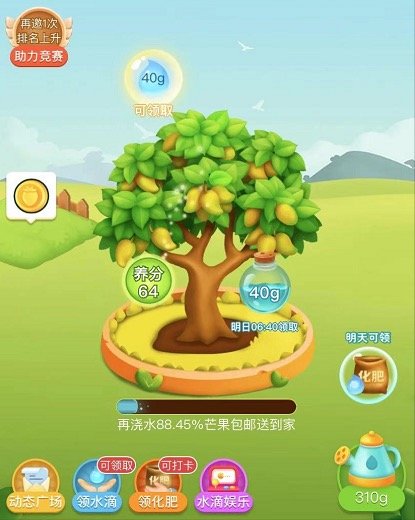 再邀1次
排名上升
助力竞赛
40g
可领取
养分
64
40g
明日06:40领取
明天可领
化肥
再浇水88.45%芒果包邮送到家
可领取
可打卡
化肥
动态广场
领水滴
领化肥
水滴娱乐
310g